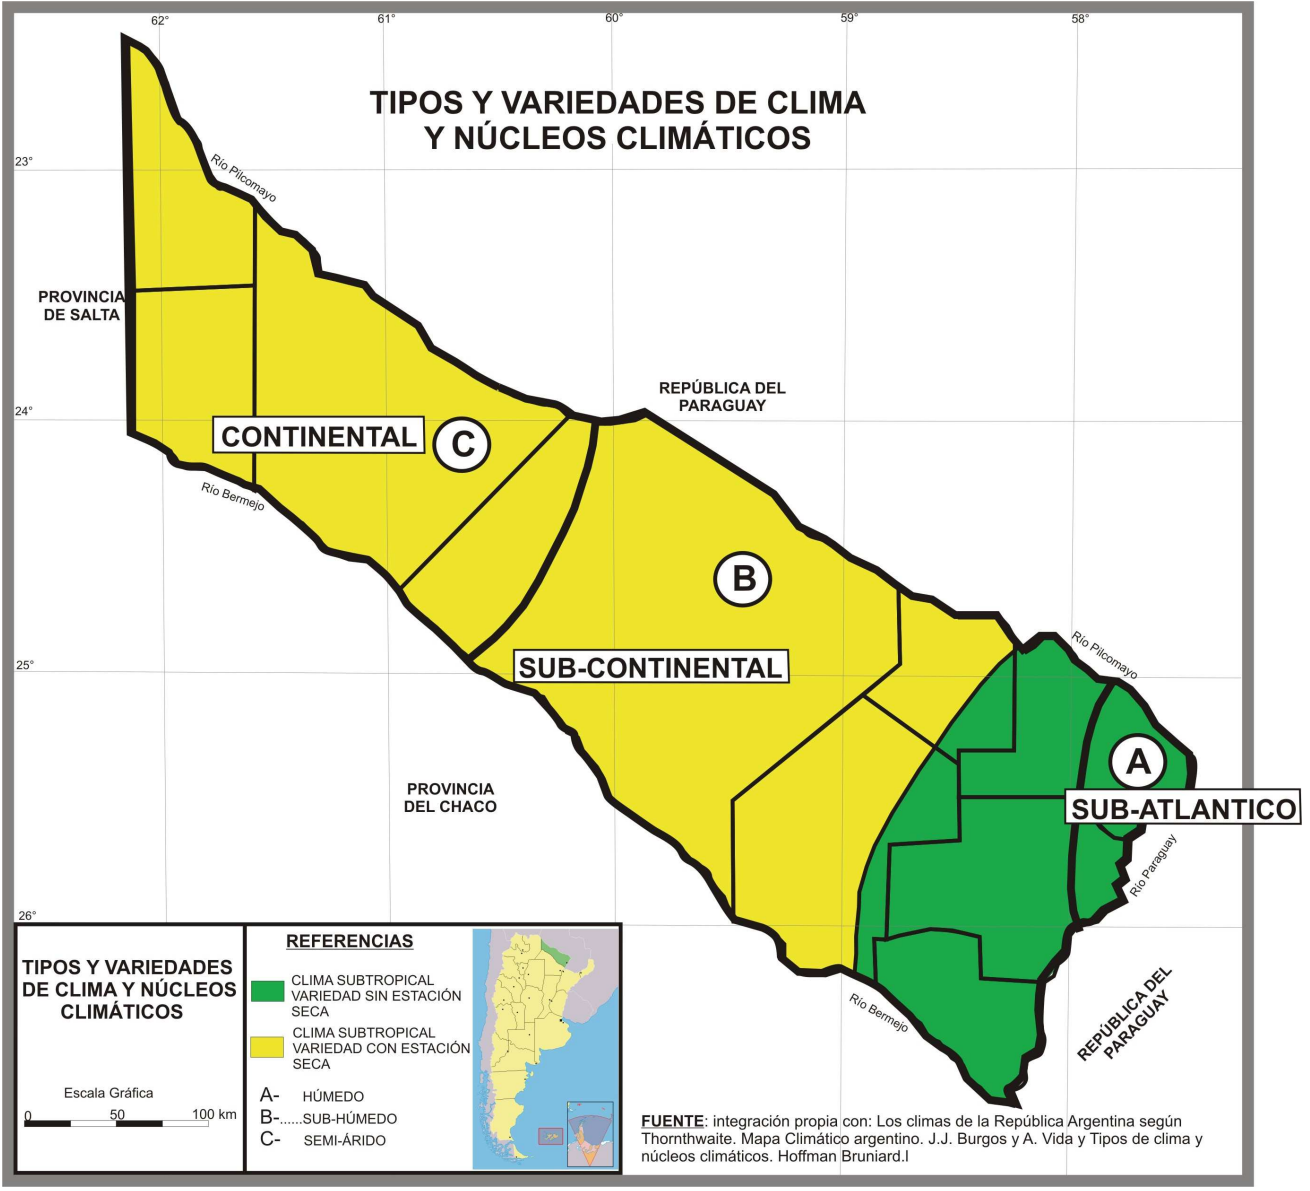 62°
61°
60°
59°
58°
TIPOS Y VARIEDADES DE CLIMA
Y NÚCLEOS CLIMÁTICOS
23°
Río Pilcomayo
PROVINCIA
DE SALTA
REPÚBLICA DEL
PARAGUAY
24°
CONTINENTAL
C
Río Bermejo
B
25°
SUB-CONTINENTAL
Río Pilcomayo
A
PROVINCIA
DEL CHACO
SUB-ATLANTICO
Río Paraguay
26°
Río Bermejo
REPÚBLICA DEL
PARAGUAY
TIPOS Y VARIEDADES
DE CLIMA Y NÚCLEOS
CLIMÁTICOS
Escala Gráfica
0 50 100 km
REFERENCIAS
CLIMA SUBTROPICAL
VARIEDAD SIN ESTACIÓN
SECA
CLIMA SUBTROPICAL
VARIEDAD CON ESTACIÓN
SECA
A- HÚMEDO
B-......SUB-HÚMEDO
C- SEMI-ÁRIDO
FUENTE: integración propia con: Los climas de la República Argentina según
Thornthwaite. Mapa Climático argentino. J.J. Burgos y A. Vida y Tipos de clima y
núcleos climáticos. Hoffman Bruniard.l